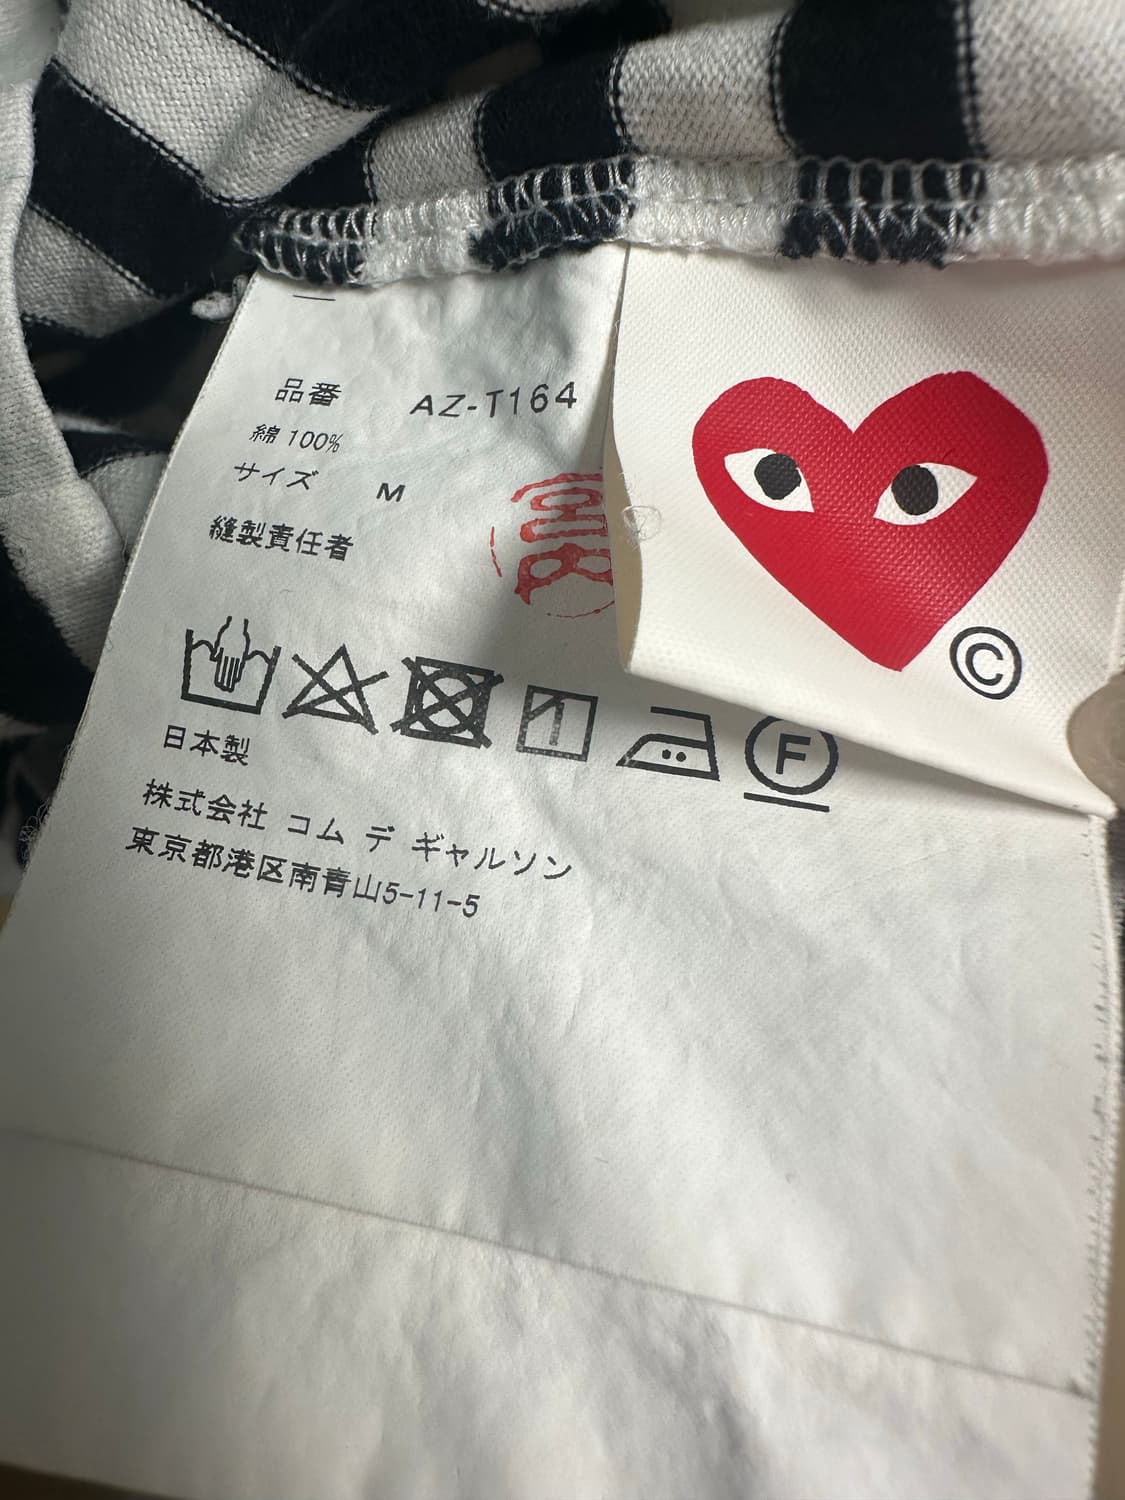 品番 AZ-T164
綿 100%
サイズ M
縫製責任者
1
F
日本製
株式会社 コム デ ギャルソン
東京都港区南青山5-11-5
©